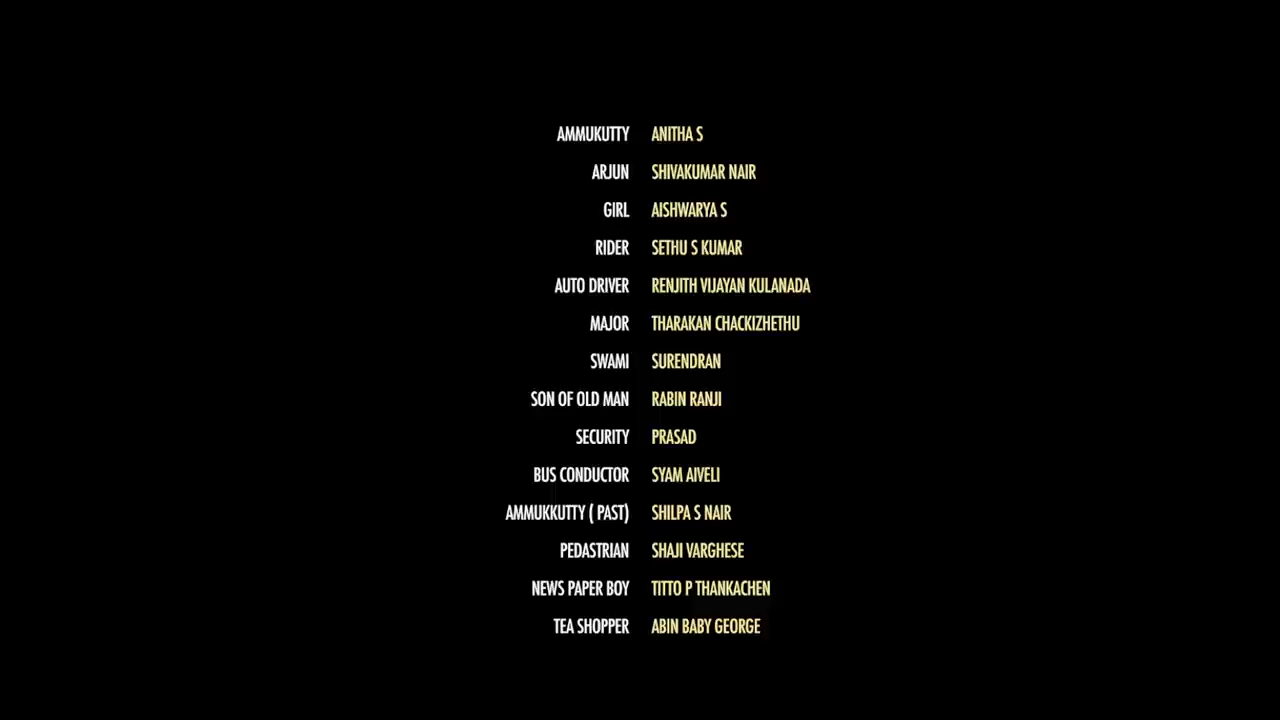 AMMUKUTTY ANITHA S
ARJUN SHIVAKUMAR NAIR
GIRL AISHWARYA S
RIDER SETHU S KUMAR
AUTO DRIVER RENJITH VIJAYAN KULANADA
MAJOR THARAKAN CHACKIZHETHU
SWAMI SURENDRAN
SON OF OLD MAN RABIN RANJI
SECURITY PRASAD
BUS CONDUCTOR SYAM AIVELI
AMMUKKUTTY ( PAST) SHILPA S NAIR
PEDASTRIAN SHAJI VARGHESE
NEWS PAPER BOY TITTO P THANKACHEN
TEA SHOPPER ABIN BABY GEORGE